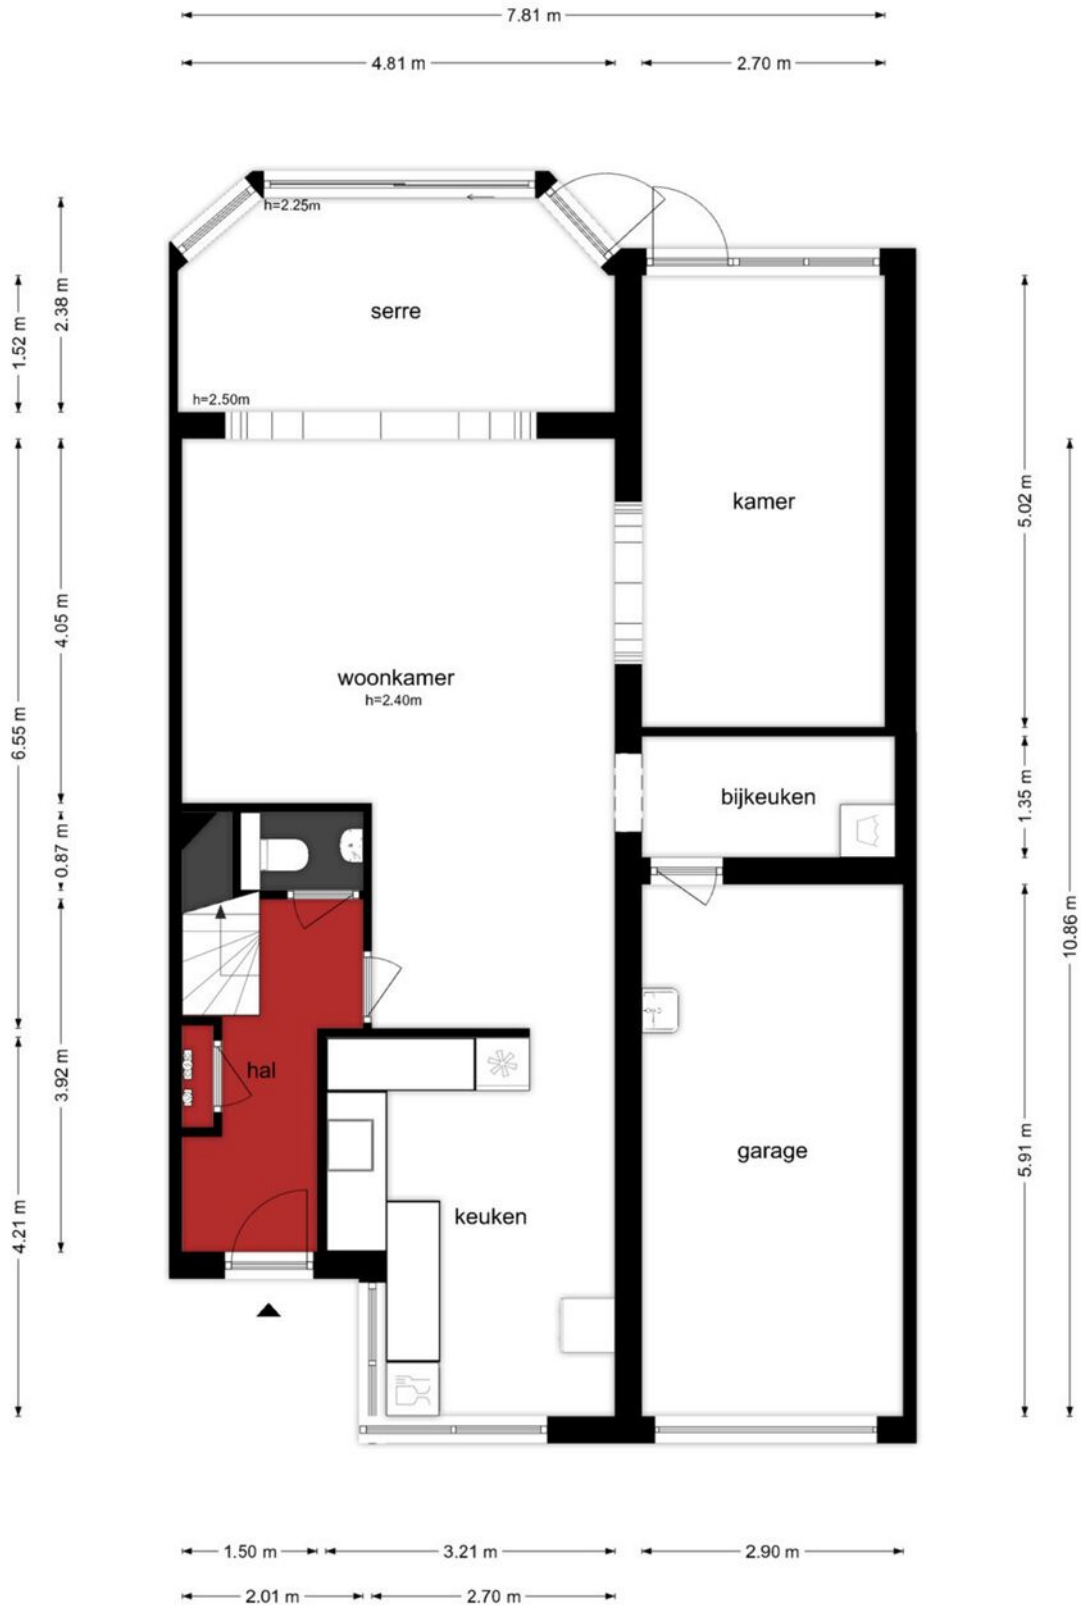 7.81 m
4.81 m
2.70 m
h=2.25m
serre
h=2.50m
1.52 m
2.38 m
kamer
5.02 m
woonkamer
h=2.40m
4.05 m
6.55 m
bijkeuken
1.35 m
0.87 m
10.86 m
hal
3.92 m
garage
5.91 m
keuken
4.21 m
1.50 m
3.21 m
2.90 m
2.01 m
2.70 m